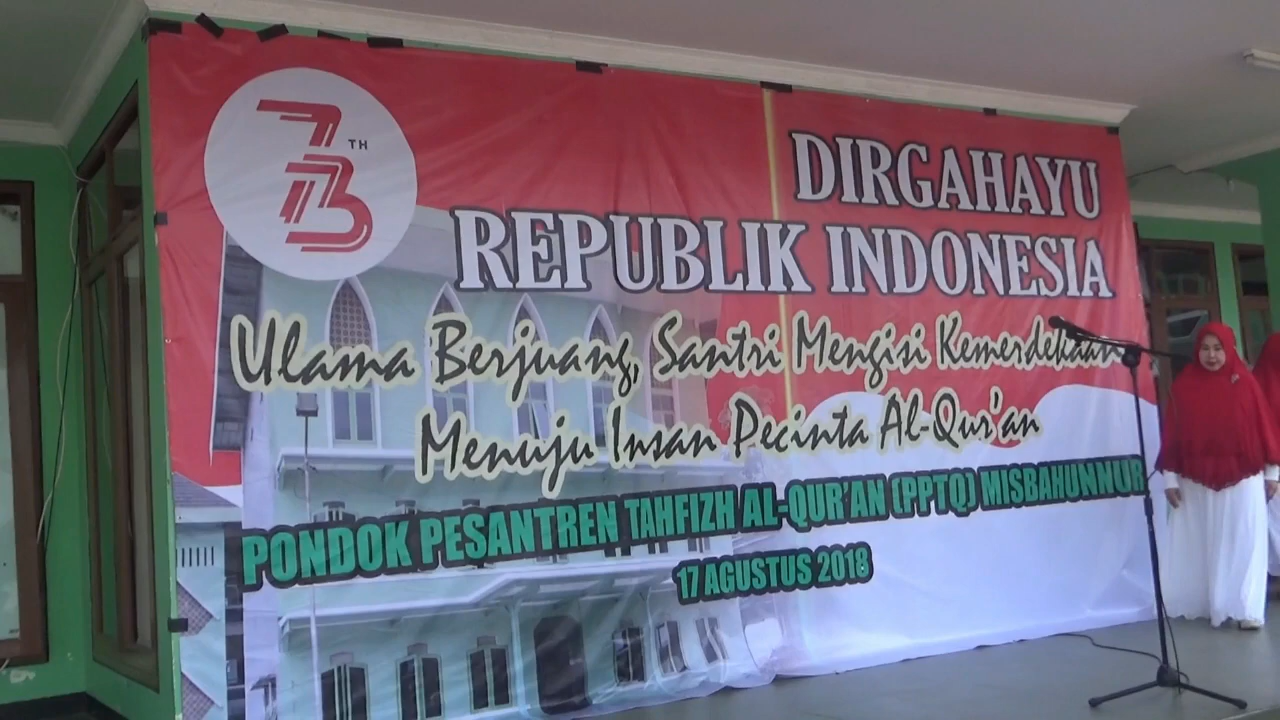 73 TH
DIRGAHAYU
REPUBLIK INDONESIA
Ulama Berjuang, Santri Mengisi Kemerdekaan
Menuju Insan Pecinta Al-Qur'an
PONDOK PESANTREN TAHFIZH AL-QUR'AN (PPTQ) MISBAHUNNUR
17 AGUSTUS 2018